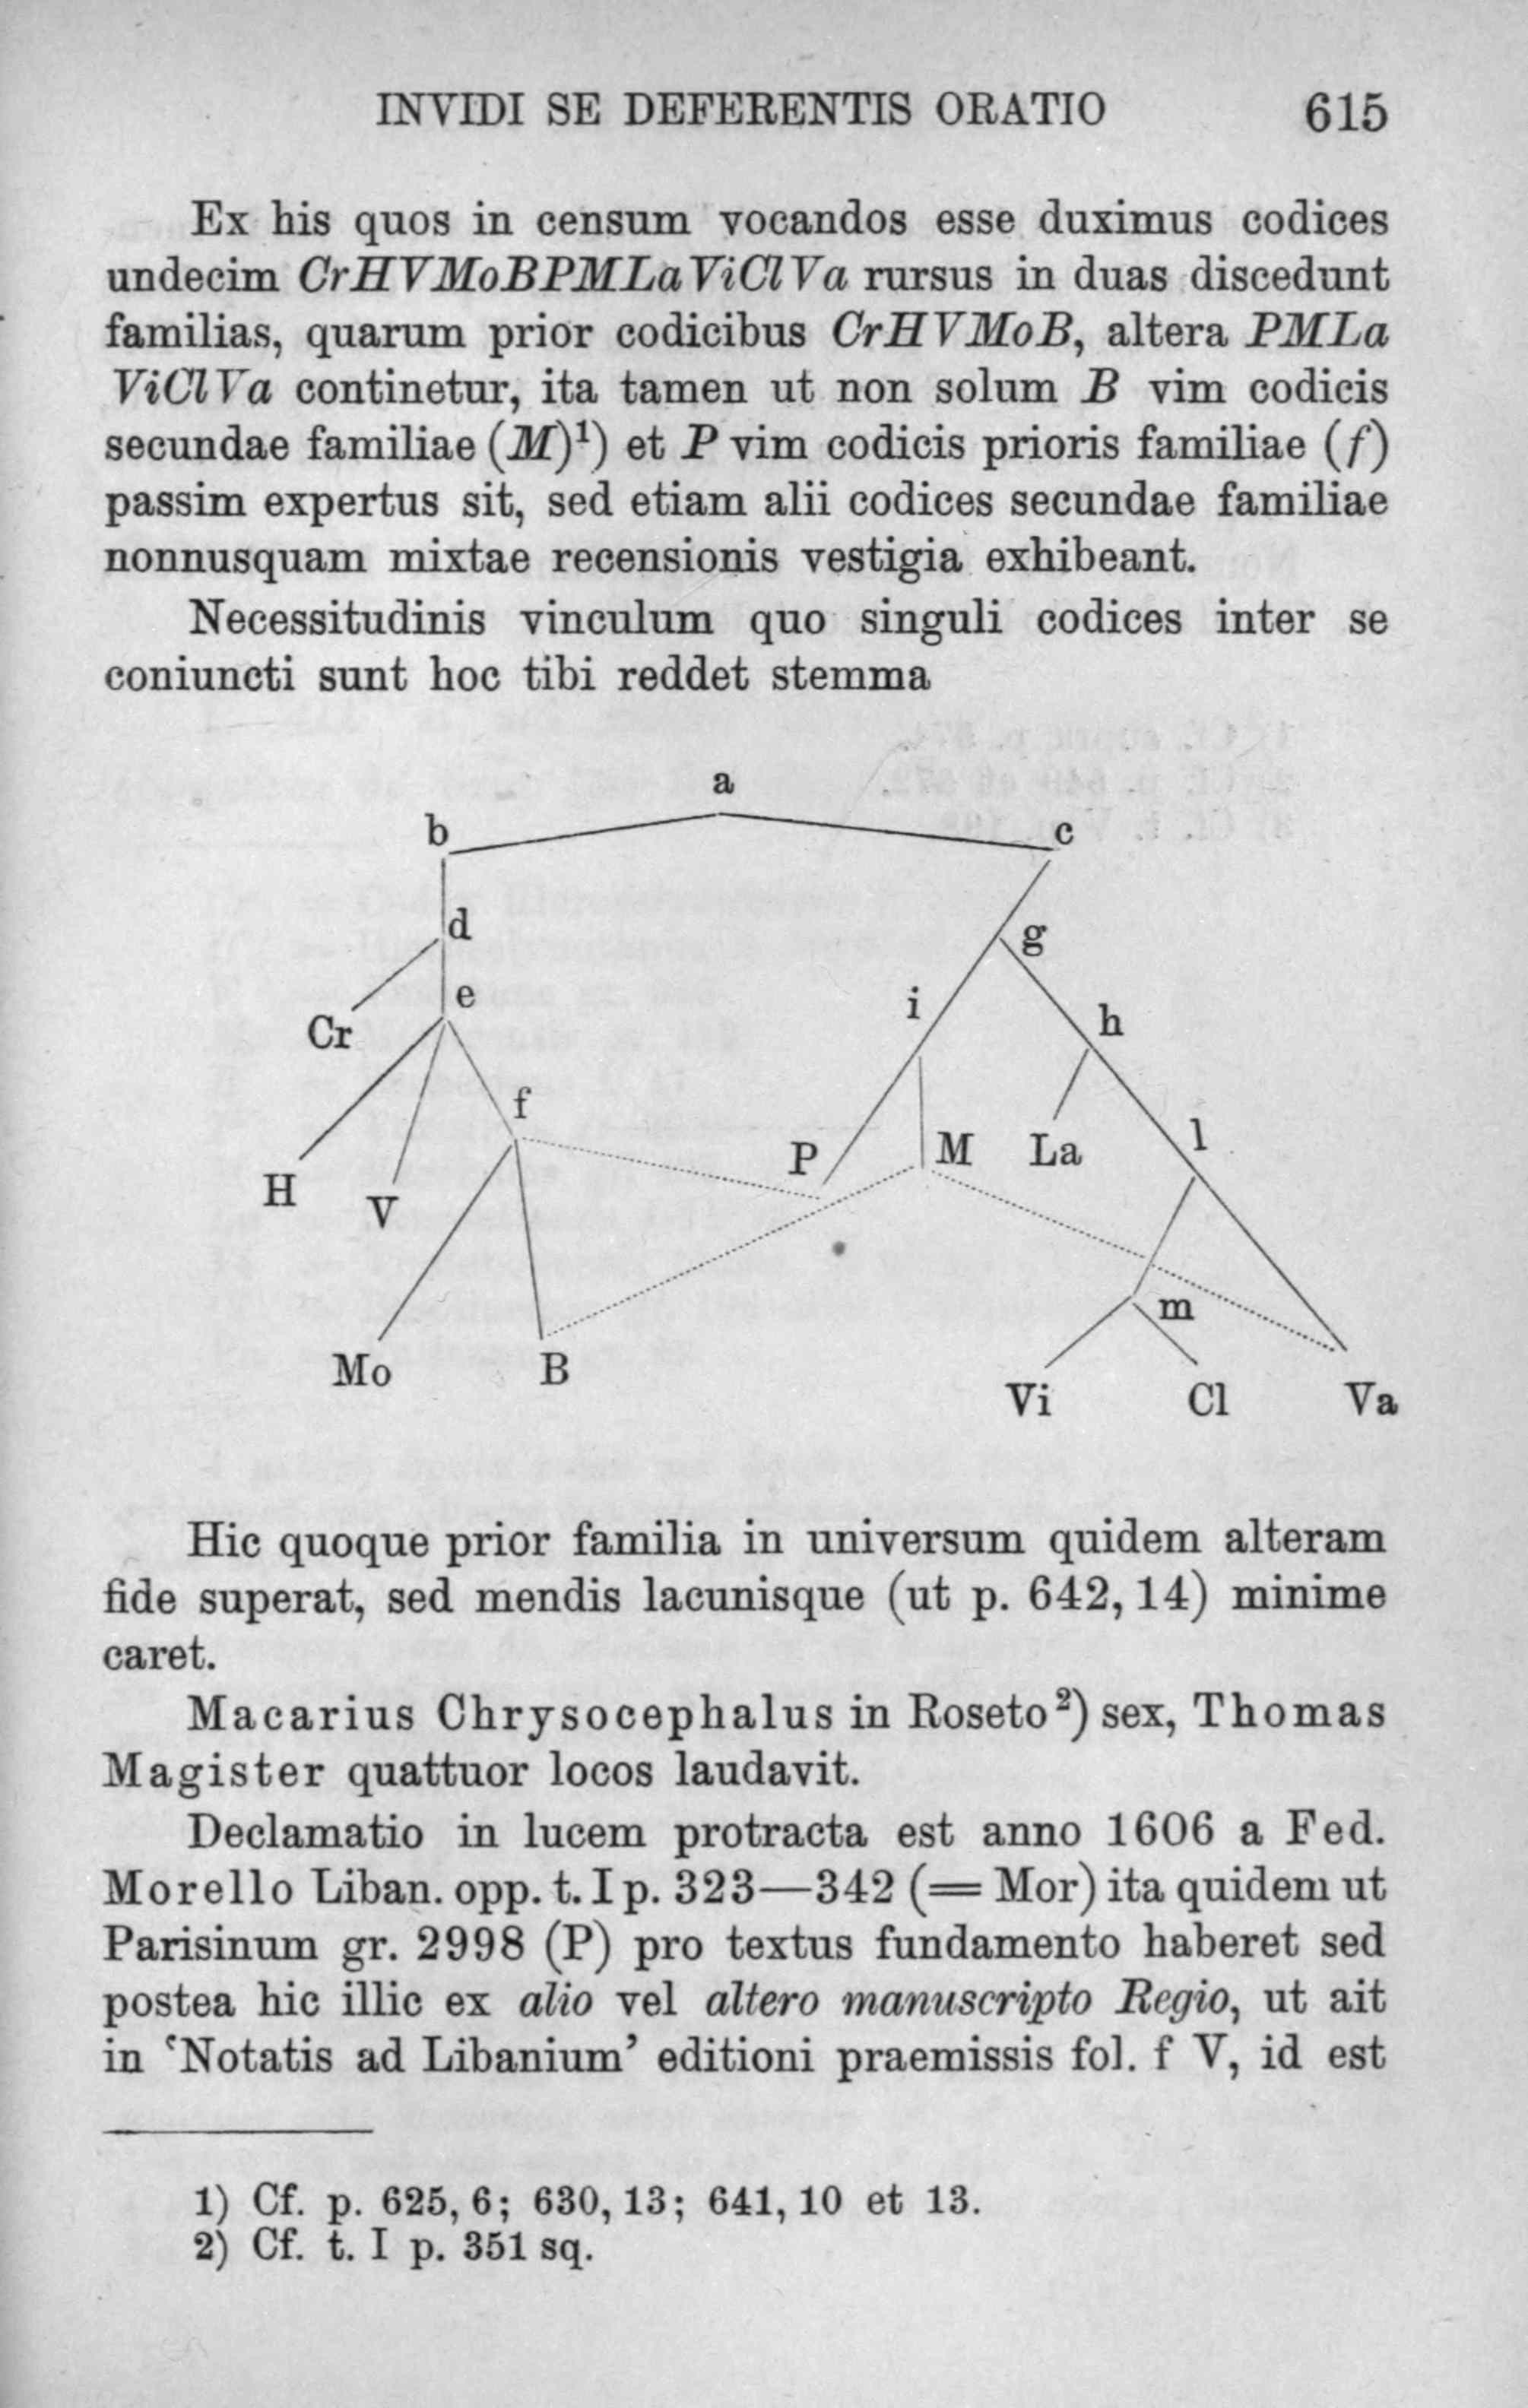 INVIDI SE DEFERENTIS ORATIO 615
Ex his quos in censum vocandos esse duximus codices
undecim CrHVMoBPMLaViClVa rursus in duas discedunt
familias, quarum prior codicibus CrHVMoB, altera PMLa
ViClVa continetur, ita tamen ut non solum B vim codicis
secundae familiae (M)¹) et P vim codicis prioris familiae (f)
passim expertus sit, sed etiam alii codices secundae familiae
nonnusquam mixtae recensionis vestigia exhibeant.
Necessitudinis vinculum quo singuli codices inter se
coniuncti sunt hoc tibi reddet stemma
a
b c
d g
e i h
Cr
f l
P M La
H V
m
Mo B Vi Cl Va
Hic quoque prior familia in universum quidem alteram
fide superat, sed mendis lacunisque (ut p. 642, 14) minime
caret.
Macarius Chrysocephalus in Roseto²) sex, Thomas
Magister quattuor locos laudavit.
Declamatio in lucem protracta est anno 1606 a Fed.
Morello Liban. opp. t. I p. 323—342 (= Mor) ita quidem ut
Parisinum gr. 2998 (P) pro textus fundamento haberet sed
postea hic illic ex alio vel altero manuscripto Regio, ut ait
in ‘Notatis ad Libanium’ editioni praemissis fol. f V, id est
1) Cf. p. 625, 6; 630, 13; 641, 10 et 13.
2) Cf. t. I p. 351 sq.